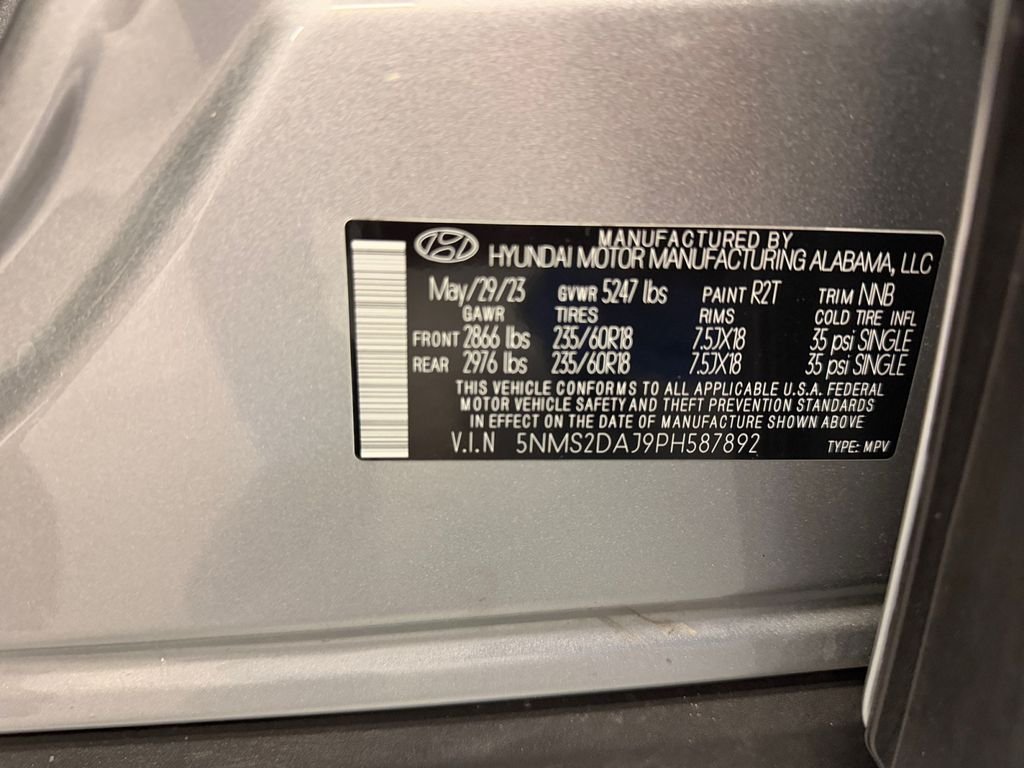 MANUFACTURED BY
HYUNDAI MOTOR MANUFACTURING ALABAMA, LLC
May/29/23 GVWR 5247 lbs PAINT R2T TRIM NNB
GAWR TIRES RIMS COLD TIRE INFL
FRONT 2866 lbs 235/60R18 7.5JX18 35 psi SINGLE
REAR 2976 lbs 235/60R18 7.5JX18 35 psi SINGLE
THIS VEHICLE CONFORMS TO ALL APPLICABLE U.S.A. FEDERAL
MOTOR VEHICLE SAFETY AND THEFT PREVENTION STANDARDS
IN EFFECT ON THE DATE OF MANUFACTURE SHOWN ABOVE
V.I.N 5NMS2DAJ9PH587892 TYPE: MPV